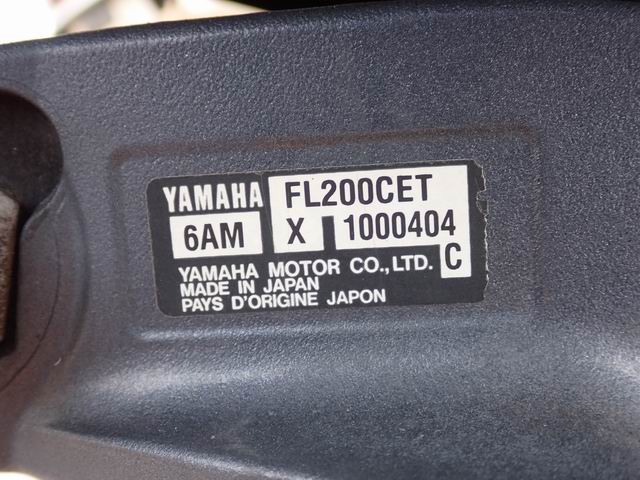 YAMAHA FL200CET
6AM X 1000404
YAMAHA MOTOR CO.,LTD. C
MADE IN JAPAN
PAYS D'ORIGINE JAPON